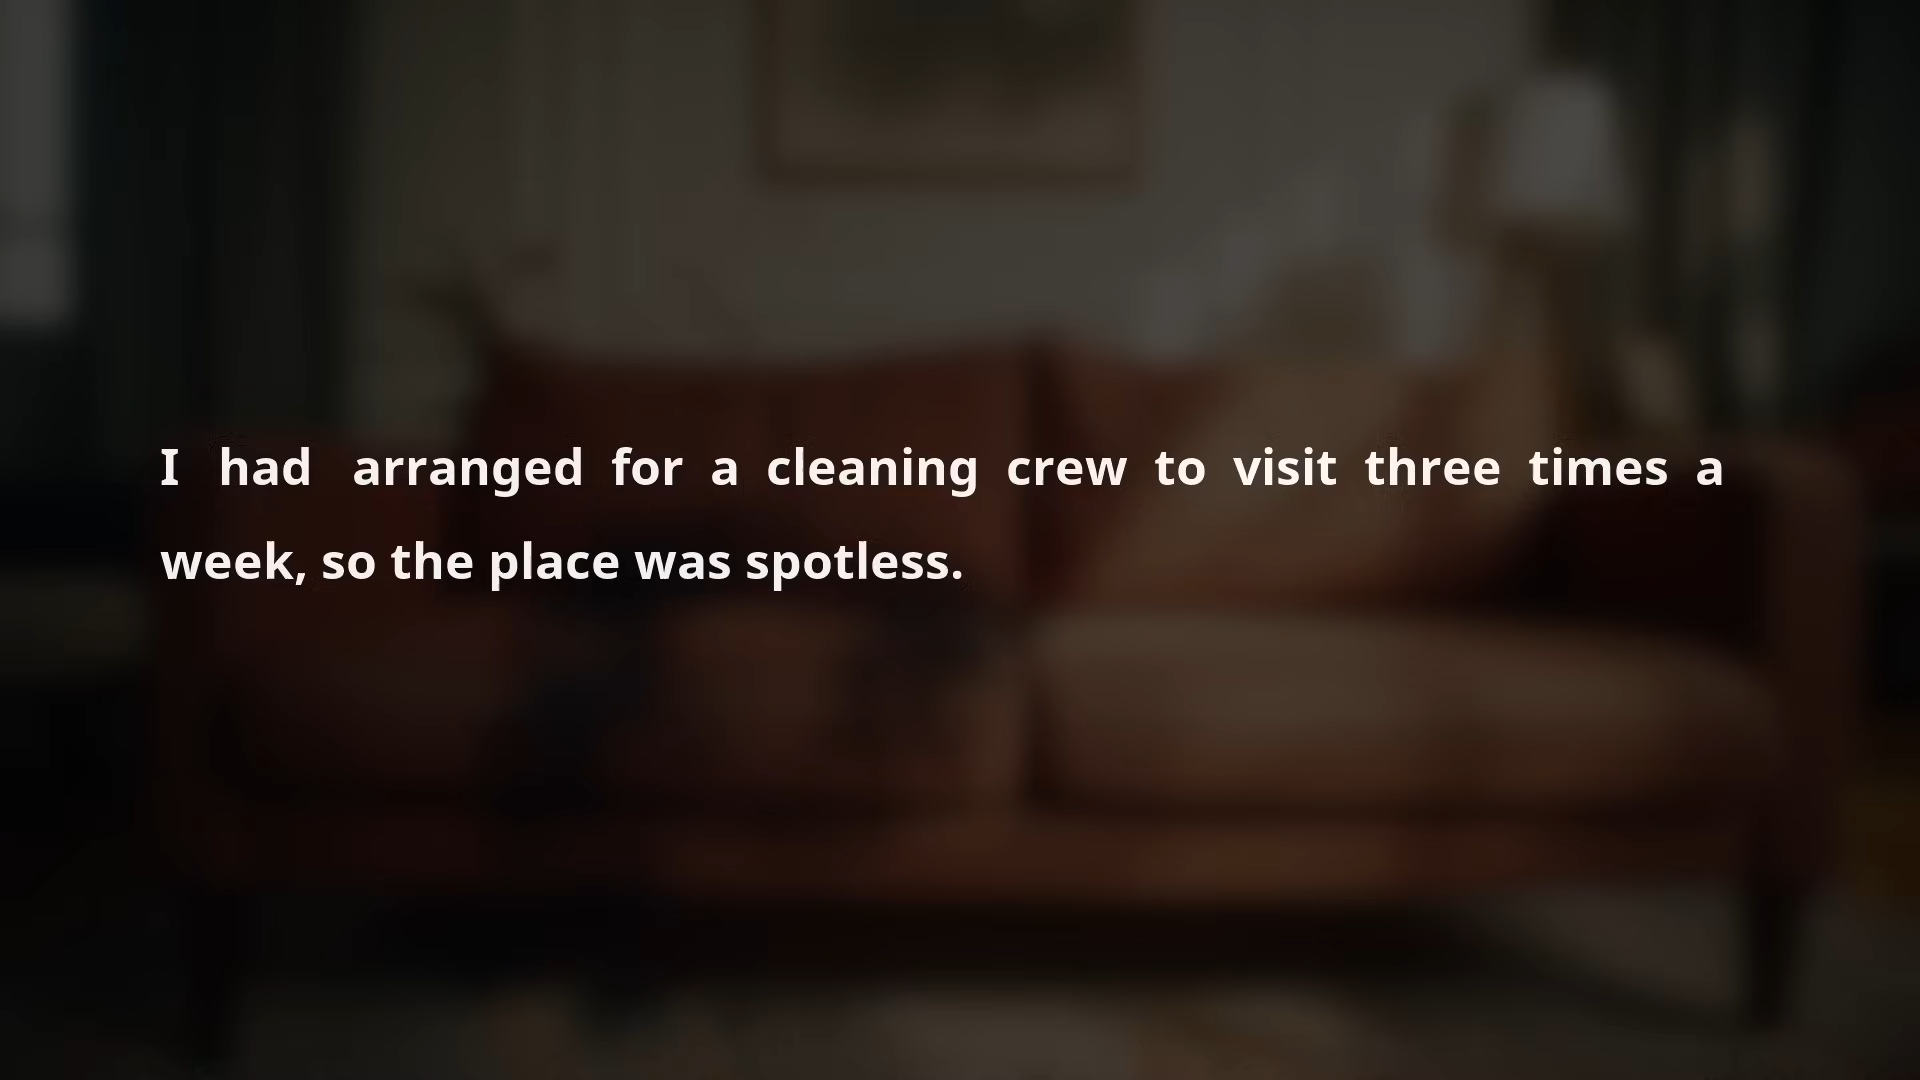 I had arranged for a cleaning crew to visit three times a
week, so the place was spotless.